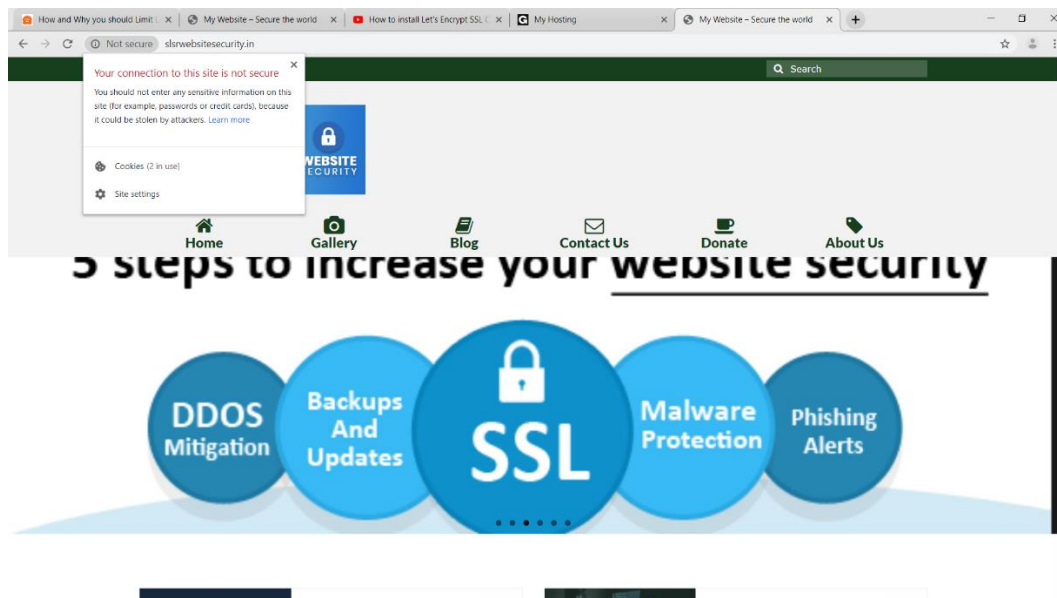 How and Why you should Limit L
My Website – Secure the world
How to install Let's Encrypt SSL
My Hosting
My Website – Secure the world
Not secure slsrwebsitesecurity.in
Search
Your connection to this site is not secure
You should not enter any sensitive information on this
site (for example, passwords or credit cards), because
it could be stolen by attackers. Learn more
Cookies (2 in use)
Site settings
WEBSITE
SECURITY
Home
Gallery
Blog
Contact Us
Donate
About Us
5 steps to increase your website security
DDOS
Mitigation
Backups
And
Updates
SSL
Malware
Protection
Phishing
Alerts